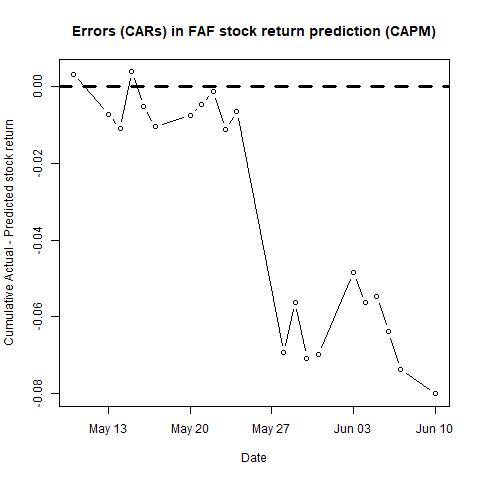 Errors (CARs) in FAF stock return prediction (CAPM)
Cumulative Actual - Predicted stock return
0.00
-0.02
-0.04
-0.06
-0.08
May 13
May 20
May 27
Jun 03
Jun 10
Date